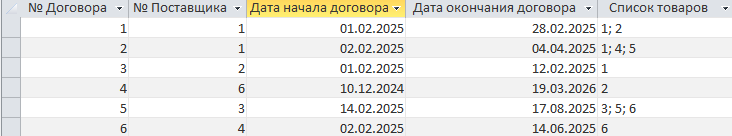 № Договора № Поставщика Дата начала договора Дата окончания договора Список товаров
1 1 01.02.2025 28.02.2025 1; 2
2 1 02.02.2025 04.04.2025 1; 4; 5
3 2 01.02.2025 12.02.2025 1
4 6 10.12.2024 19.03.2026 2
5 3 14.02.2025 17.08.2025 3; 5; 6
6 4 02.02.2025 14.06.2025 6